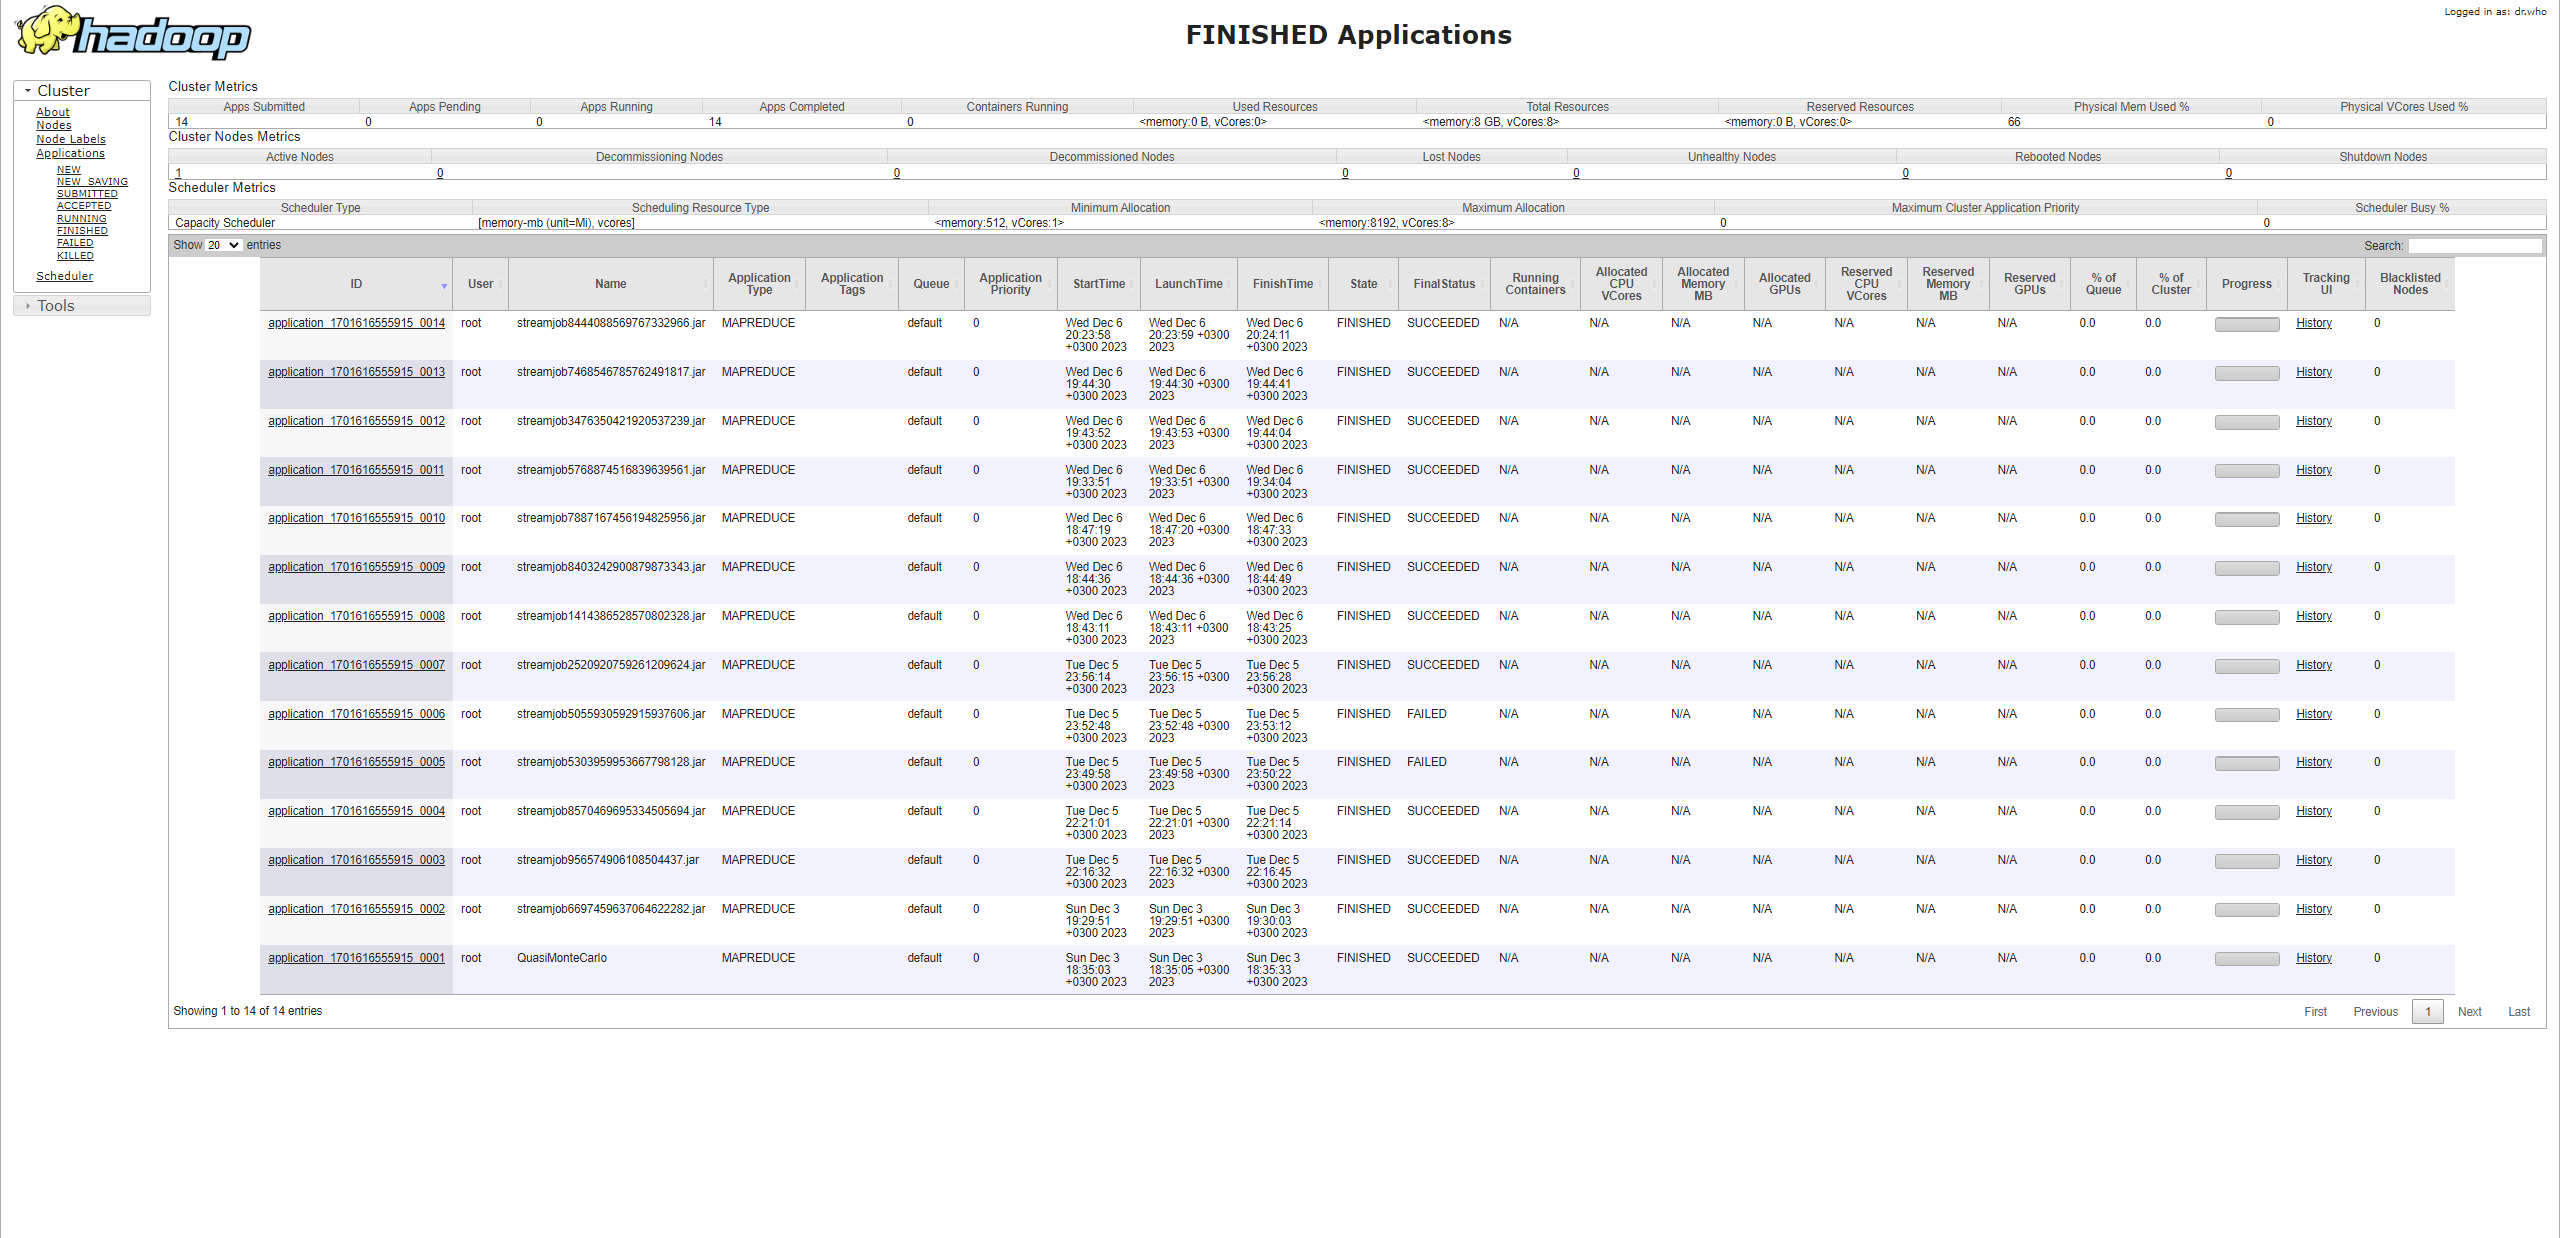 hadoop
FINISHED Applications
Logged in as: dr.who
Cluster
About
Nodes
Node Labels
Applications
NEW
NEW_SAVING
SUBMITTED
ACCEPTED
RUNNING
FINISHED
FAILED
KILLED
Scheduler
Tools
Cluster Metrics
Apps Submitted Apps Pending Apps Running Apps Completed Containers Running Used Resources Total Resources Reserved Resources Physical Mem Used % Physical VCores Used %
14 0 0 14 0 <memory:0 B, vCores:0> <memory:8 GB, vCores:8> <memory:0 B, vCores:0> 66 0
Cluster Nodes Metrics
Active Nodes Decommissioning Nodes Decommissioned Nodes Lost Nodes Unhealthy Nodes Rebooted Nodes Shutdown Nodes
1 0 0 0 0 0 0
Scheduler Metrics
Scheduler Type Scheduling Resource Type Minimum Allocation Maximum Allocation Maximum Cluster Application Priority Scheduler Busy %
Capacity Scheduler [memory-mb (unit=Mi), vcores] <memory:512, vCores:1> <memory:8192, vCores:8> 0 0
Show 20 entries Search:
ID User Name Application Type Application Tags Queue Application Priority StartTime LaunchTime FinishTime State FinalStatus Running Containers Allocated CPU VCores Allocated Memory MB Allocated GPUs Reserved CPU VCores Reserved Memory MB Reserved GPUs % of Queue % of Cluster Progress Tracking UI Blacklisted Nodes
application_1701616555915_0014 root streamjob8444088569767332966.jar MAPREDUCE default 0 Wed Dec 6 20:23:58 +0300 2023 Wed Dec 6 20:23:59 +0300 2023 Wed Dec 6 20:24:11 +0300 2023 FINISHED SUCCEEDED N/A N/A N/A N/A N/A N/A N/A 0.0 0.0 History 0
application_1701616555915_0013 root streamjob7468546785762491817.jar MAPREDUCE default 0 Wed Dec 6 19:44:30 +0300 2023 Wed Dec 6 19:44:30 +0300 2023 Wed Dec 6 19:44:41 +0300 2023 FINISHED SUCCEEDED N/A N/A N/A N/A N/A N/A N/A 0.0 0.0 History 0
application_1701616555915_0012 root streamjob3476350421920537239.jar MAPREDUCE default 0 Wed Dec 6 19:43:52 +0300 2023 Wed Dec 6 19:43:53 +0300 2023 Wed Dec 6 19:44:04 +0300 2023 FINISHED SUCCEEDED N/A N/A N/A N/A N/A N/A N/A 0.0 0.0 History 0
application_1701616555915_0011 root streamjob5768874516839639561.jar MAPREDUCE default 0 Wed Dec 6 19:33:51 +0300 2023 Wed Dec 6 19:33:51 +0300 2023 Wed Dec 6 19:34:04 +0300 2023 FINISHED SUCCEEDED N/A N/A N/A N/A N/A N/A N/A 0.0 0.0 History 0
application_1701616555915_0010 root streamjob7887167456194825956.jar MAPREDUCE default 0 Wed Dec 6 18:47:19 +0300 2023 Wed Dec 6 18:47:20 +0300 2023 Wed Dec 6 18:47:33 +0300 2023 FINISHED SUCCEEDED N/A N/A N/A N/A N/A N/A N/A 0.0 0.0 History 0
application_1701616555915_0009 root streamjob8403242900879873343.jar MAPREDUCE default 0 Wed Dec 6 18:44:36 +0300 2023 Wed Dec 6 18:44:36 +0300 2023 Wed Dec 6 18:44:49 +0300 2023 FINISHED SUCCEEDED N/A N/A N/A N/A N/A N/A N/A 0.0 0.0 History 0
application_1701616555915_0008 root streamjob1414386528570802328.jar MAPREDUCE default 0 Wed Dec 6 18:43:11 +0300 2023 Wed Dec 6 18:43:11 +0300 2023 Wed Dec 6 18:43:25 +0300 2023 FINISHED SUCCEEDED N/A N/A N/A N/A N/A N/A N/A 0.0 0.0 History 0
application_1701616555915_0007 root streamjob2520920759261209624.jar MAPREDUCE default 0 Tue Dec 5 23:56:14 +0300 2023 Tue Dec 5 23:56:15 +0300 2023 Tue Dec 5 23:56:28 +0300 2023 FINISHED SUCCEEDED N/A N/A N/A N/A N/A N/A N/A 0.0 0.0 History 0
application_1701616555915_0006 root streamjob5055930592915937606.jar MAPREDUCE default 0 Tue Dec 5 23:52:48 +0300 2023 Tue Dec 5 23:52:48 +0300 2023 Tue Dec 5 23:53:12 +0300 2023 FINISHED FAILED N/A N/A N/A N/A N/A N/A N/A 0.0 0.0 History 0
application_1701616555915_0005 root streamjob5303959953667798128.jar MAPREDUCE default 0 Tue Dec 5 23:49:58 +0300 2023 Tue Dec 5 23:49:58 +0300 2023 Tue Dec 5 23:50:22 +0300 2023 FINISHED FAILED N/A N/A N/A N/A N/A N/A N/A 0.0 0.0 History 0
application_1701616555915_0004 root streamjob8570469695334505694.jar MAPREDUCE default 0 Tue Dec 5 22:21:01 +0300 2023 Tue Dec 5 22:21:01 +0300 2023 Tue Dec 5 22:21:14 +0300 2023 FINISHED SUCCEEDED N/A N/A N/A N/A N/A N/A N/A 0.0 0.0 History 0
application_1701616555915_0003 root streamjob956574906108504437.jar MAPREDUCE default 0 Tue Dec 5 22:16:32 +0300 2023 Tue Dec 5 22:16:32 +0300 2023 Tue Dec 5 22:16:45 +0300 2023 FINISHED SUCCEEDED N/A N/A N/A N/A N/A N/A N/A 0.0 0.0 History 0
application_1701616555915_0002 root streamjob6697459637064622282.jar MAPREDUCE default 0 Sun Dec 3 19:29:51 +0300 2023 Sun Dec 3 19:29:51 +0300 2023 Sun Dec 3 19:30:03 +0300 2023 FINISHED SUCCEEDED N/A N/A N/A N/A N/A N/A N/A 0.0 0.0 History 0
application_1701616555915_0001 root QuasiMonteCarlo MAPREDUCE default 0 Sun Dec 3 18:35:03 +0300 2023 Sun Dec 3 18:35:05 +0300 2023 Sun Dec 3 18:35:33 +0300 2023 FINISHED SUCCEEDED N/A N/A N/A N/A N/A N/A N/A 0.0 0.0 History 0
Showing 1 to 14 of 14 entries First Previous 1 Next Last